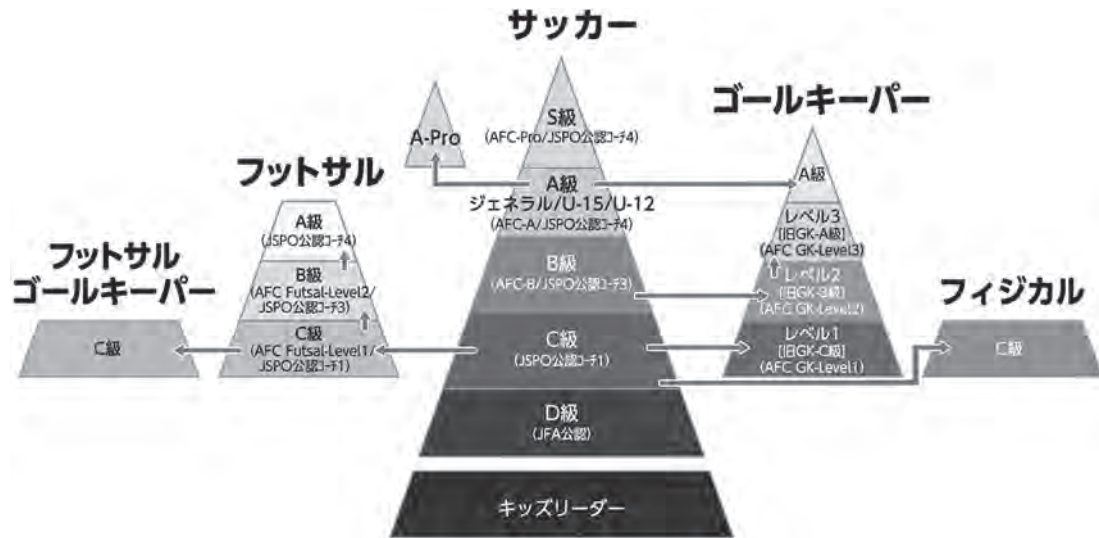 サッカー
S級
(AFC-Pro/JSPO公認ｺｰﾁ4)
A-Pro
A級
ジェネラル/U-15/U-12
(AFC-A/JSPO公認ｺｰﾁ4)
B級
(AFC-B/JSPO公認ｺｰﾁ3)
C級
(JSPO公認ｺｰﾁ1)
D級
(JFA公認)
キッズリーダー
フットサル
A級
(JSPO公認ｺｰﾁ4)
B級
(AFC Futsal-Level2/
JSPO公認ｺｰﾁ3)
C級
(AFC Futsal-Level1/
JSPO公認ｺｰﾁ1)
フットサル
ゴールキーパー
C級
ゴールキーパー
A級
レベル3
[旧GK-A級]
(AFC GK-Level3)
レベル2
[旧GK-B級]
(AFC GK-Level2)
レベル1
[旧GK-C級]
(AFC GK-Level1)
フィジカル
C級